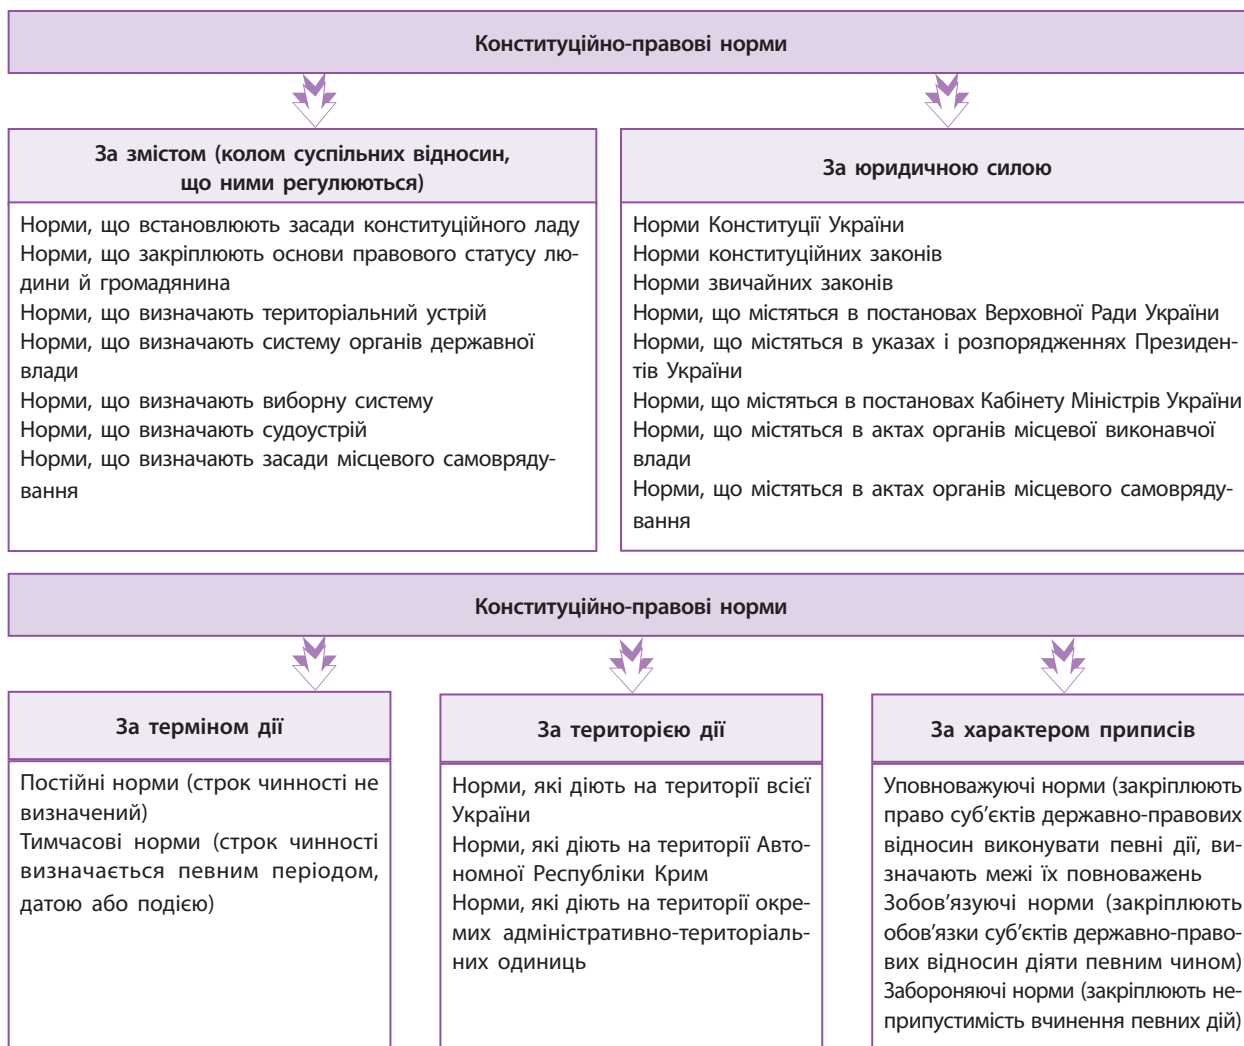 Конституційно-правові норми
За змістом (колом суспільних відносин,
що ними регулюються)
Норми, що встановлюють засади конституційного ладу
Норми, що закріплюють основи правового статусу лю-
дини й громадянина
Норми, що визначають територіальний устрій
Норми, що визначають систему органів державної
влади
Норми, що визначають виборну систему
Норми, що визначають судоустрій
Норми, що визначають засади місцевого самовряду-
вання
За юридичною силою
Норми Конституції України
Норми конституційних законів
Норми звичайних законів
Норми, що містяться в постановах Верховної Ради України
Норми, що містяться в указах і розпорядженнях Президен-
тів України
Норми, що містяться в постановах Кабінету Міністрів України
Норми, що містяться в актах органів місцевої виконавчої
влади
Норми, що містяться в актах органів місцевого самовряду-
вання
Конституційно-правові норми
За терміном дії
Постійні норми (строк чинності не
визначений)
Тимчасові норми (строк чинності
визначається певним періодом,
датою або подією)
За територією дії
Норми, які діють на території всієї
України
Норми, які діють на території Авто-
номної Республіки Крим
Норми, які діють на території окре-
мих адміністративно-територіаль-
них одиниць
За характером приписів
Уповноважуючі норми (закріплюють
право суб’єктів державно-правових
відносин виконувати певні дії, ви-
значають межі їх повноважень
Зобов’язуючі норми (закріплюють
обов’язки суб’єктів державно-право-
вих відносин діяти певним чином)
Забороняючі норми (закріплюють не-
припустимість вчинення певних дій)